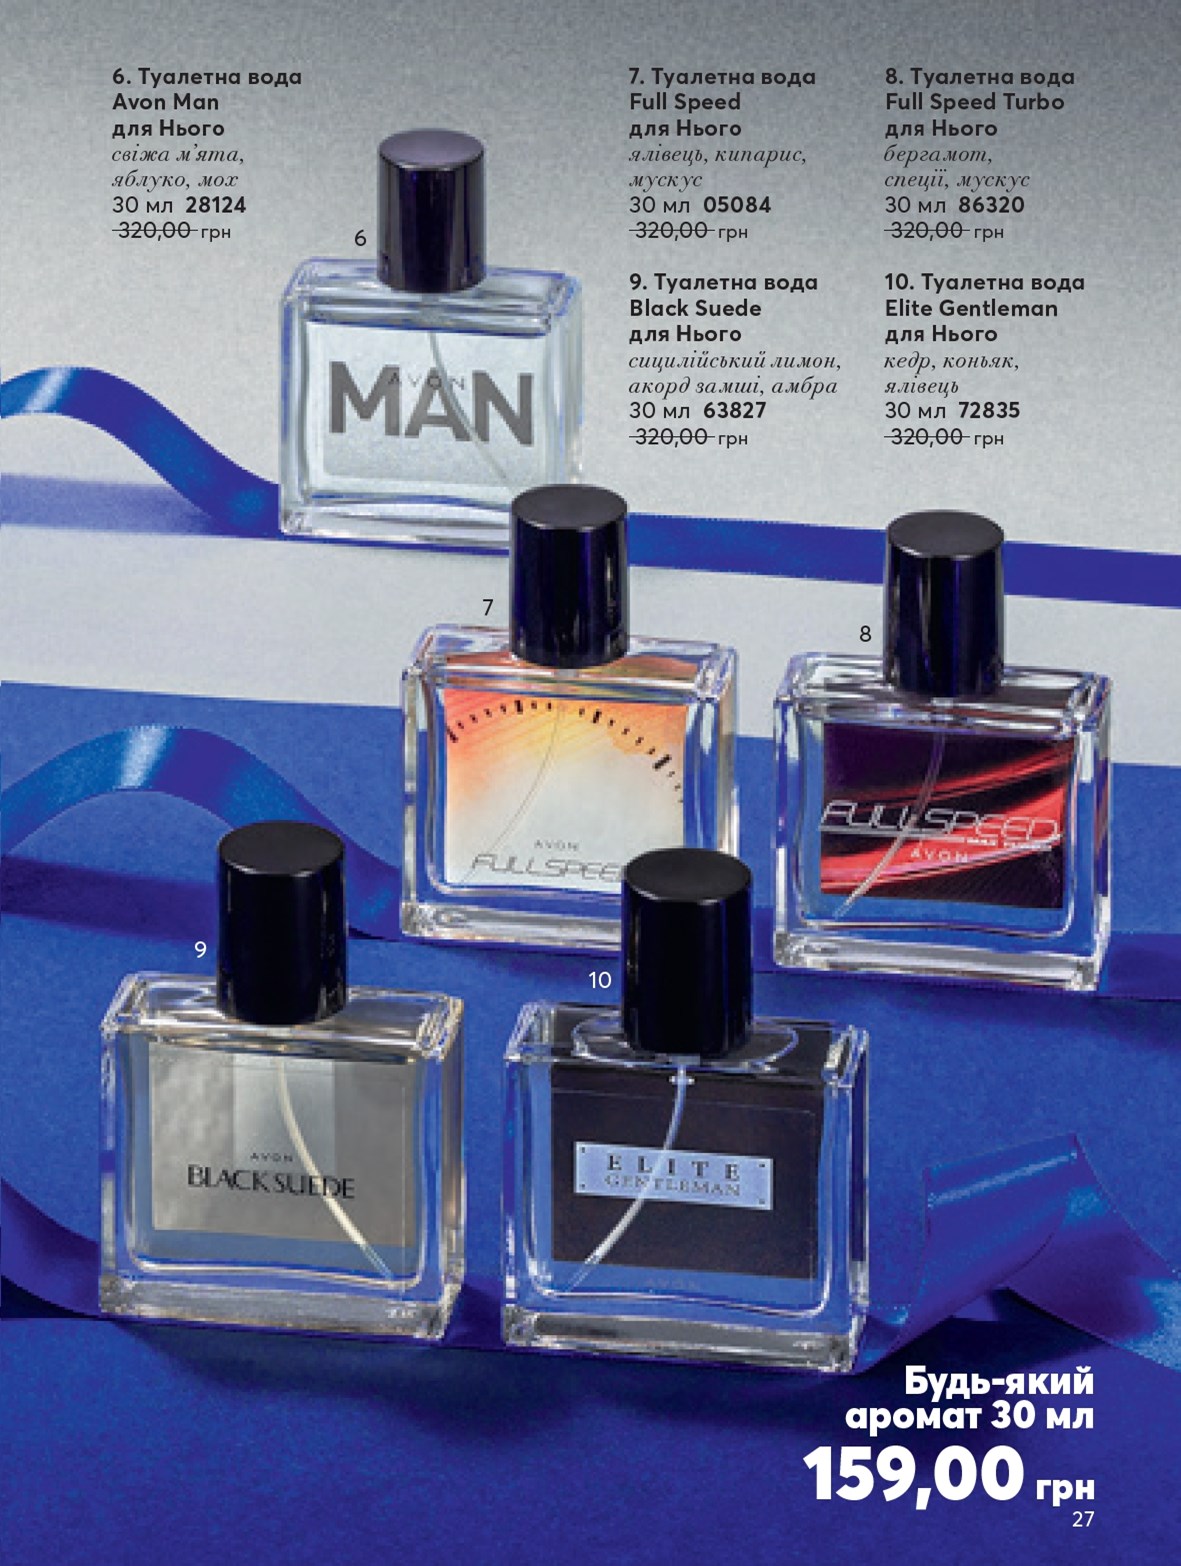 6. Туалетна вода
Avon Man
для Нього
свіжа м’ята,
яблуко, мох
30 мл 28124
320,00 грн
7. Туалетна вода
Full Speed
для Нього
ялівець, кипарис,
мускус
30 мл 05084
320,00 грн
8. Туалетна вода
Full Speed Turbo
для Нього
бергамот,
спеції, мускус
30 мл 86320
320,00 грн
9. Туалетна вода
Black Suede
для Нього
сицилійський лимон,
акорд замші, амбра
30 мл 63827
320,00 грн
10. Туалетна вода
Elite Gentleman
для Нього
кедр, коньяк,
ялівець
30 мл 72835
320,00 грн
6
AVON
MAN
7
AVON
FULL SPEED
8
FULL SPEED
MAX TURBO
AVON
9
AVON
BLACK SUEDE
10
ELITE
GENTLEMAN
AVON
Будь-який
аромат 30 мл
159,00 грн
27